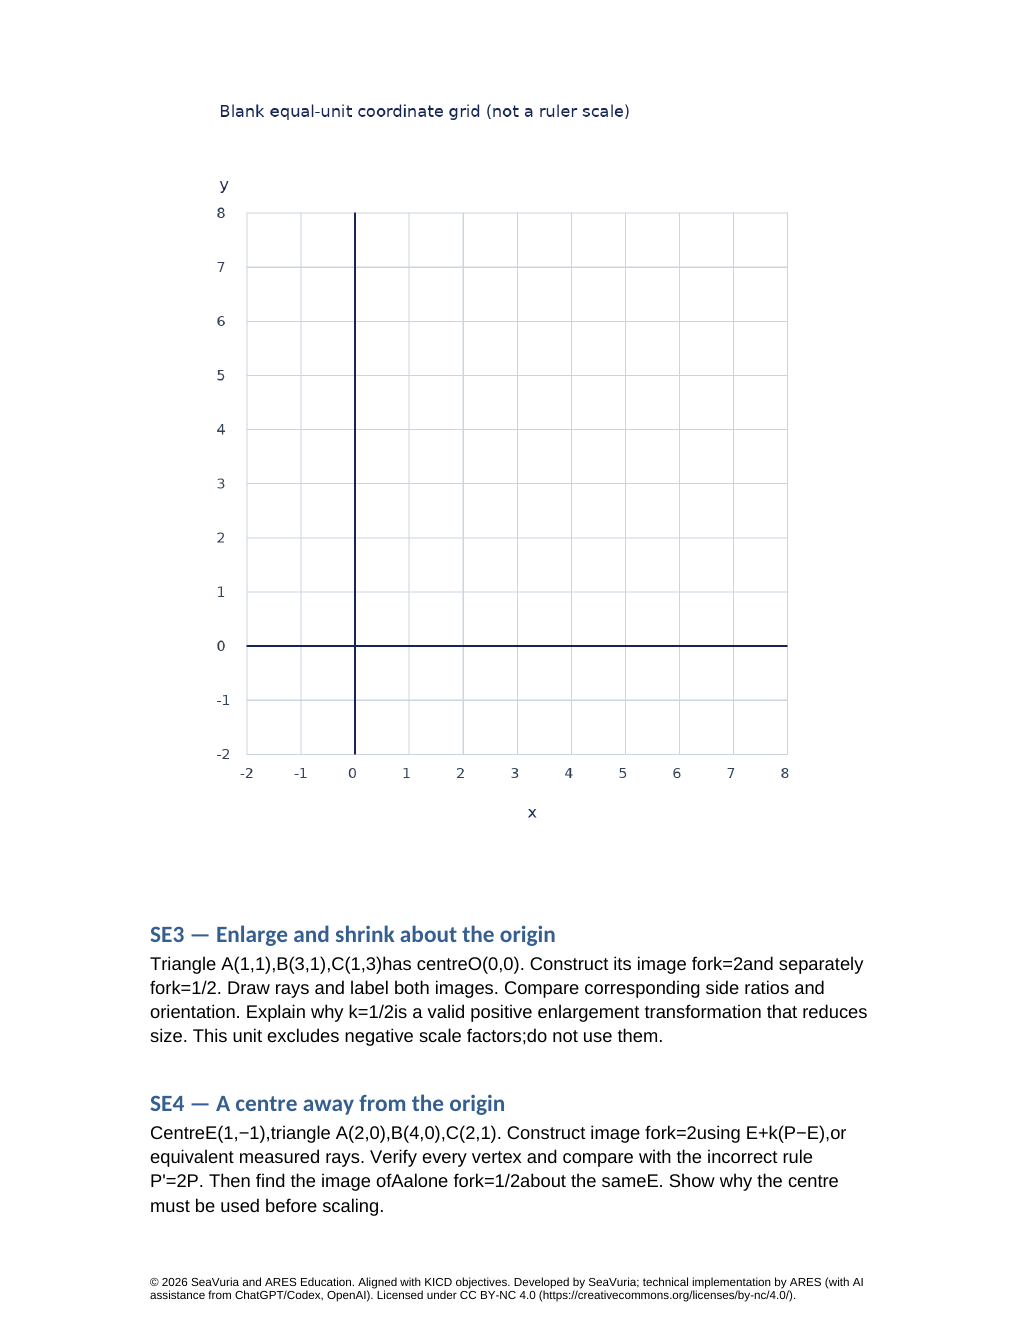 Blank equal-unit coordinate grid (not a ruler scale)
y
8
7
6
5
4
3
2
1
0
-1
-2
-2 -1 0 1 2 3 4 5 6 7 8
x
SE3 — Enlarge and shrink about the origin
Triangle A(1,1),B(3,1),C(1,3)has centreO(0,0). Construct its image fork=2and separately
fork=1/2. Draw rays and label both images. Compare corresponding side ratios and
orientation. Explain why k=1/2is a valid positive enlargement transformation that reduces
size. This unit excludes negative scale factors;do not use them.
SE4 — A centre away from the origin
CentreE(1,−1),triangle A(2,0),B(4,0),C(2,1). Construct image fork=2using E+k(P−E),or
equivalent measured rays. Verify every vertex and compare with the incorrect rule
P'=2P. Then find the image ofAalone fork=1/2about the sameE. Show why the centre
must be used before scaling.
© 2026 SeaVuria and ARES Education. Aligned with KICD objectives. Developed by SeaVuria; technical implementation by ARES (with AI
assistance from ChatGPT/Codex, OpenAI). Licensed under CC BY-NC 4.0 (https://creativecommons.org/licenses/by-nc/4.0/).